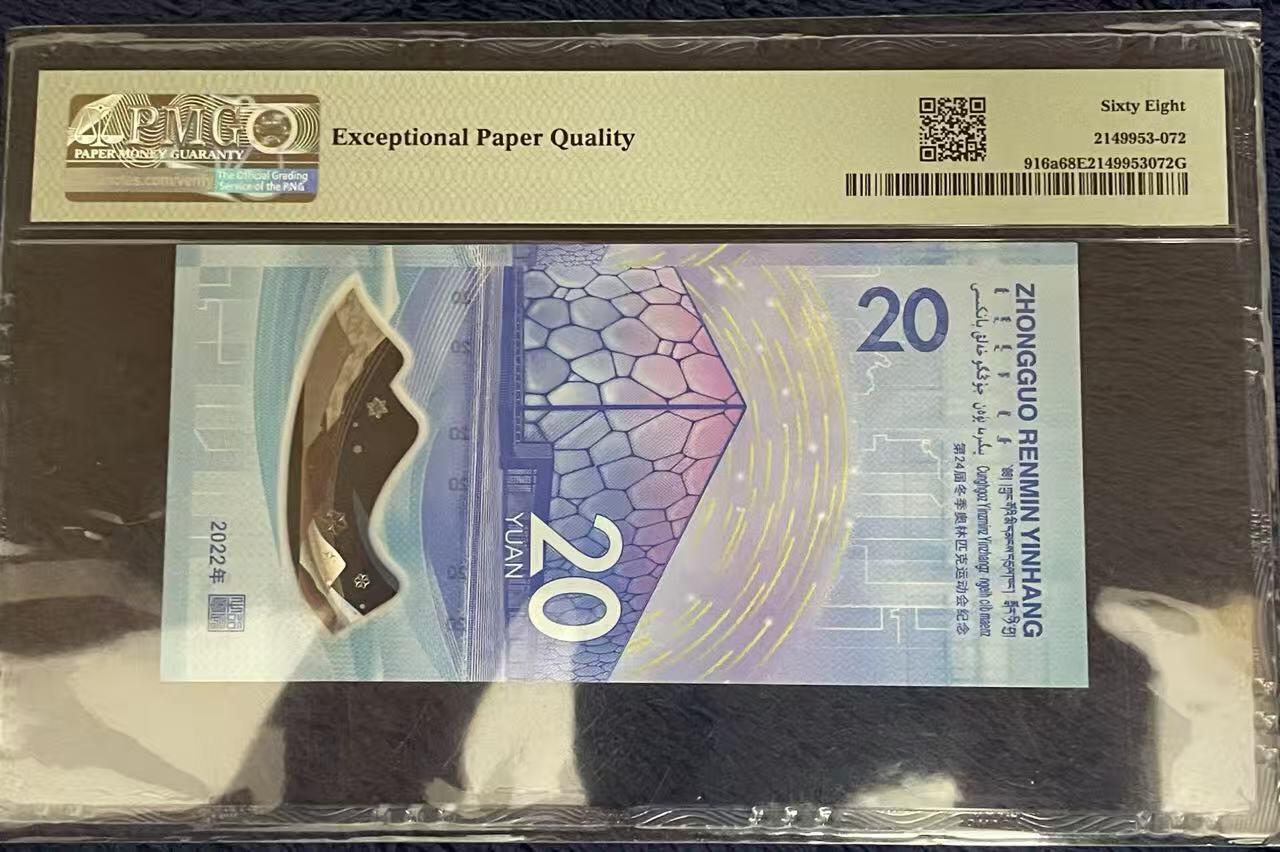 PMG
PAPER MONEY GUARANTY
The Official Grading
Service of the PNG
Exceptional Paper Quality
Sixty Eight
2149953-072
916a68E2149953072G
ZHONGGUO RENMIN YINHANG
Cunghgoz Yinzminz Yinzhangz
第24届冬季奥林匹克运动会纪念
20
20
YUAN
2022年